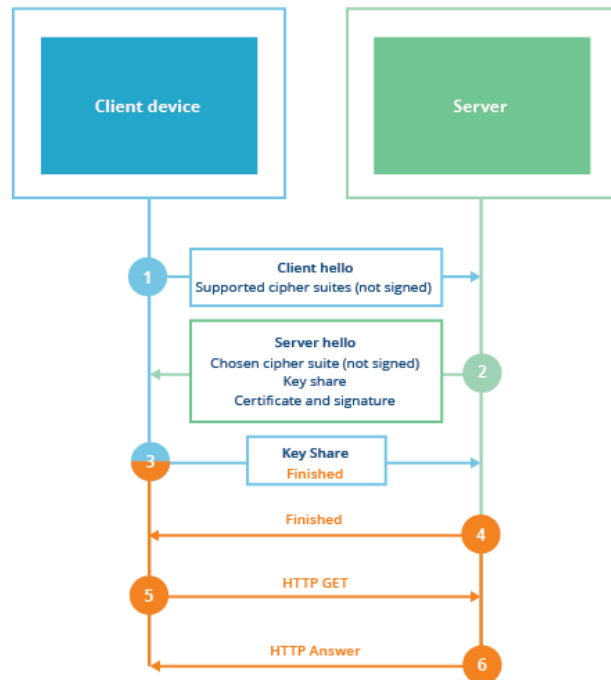 Client device
Server
1
Client hello
Supported cipher suites (not signed)
Server hello
Chosen cipher suite (not signed)
Key share
Certificate and signature
2
3
Key Share
Finished
Finished
4
5
HTTP GET
HTTP Answer
6